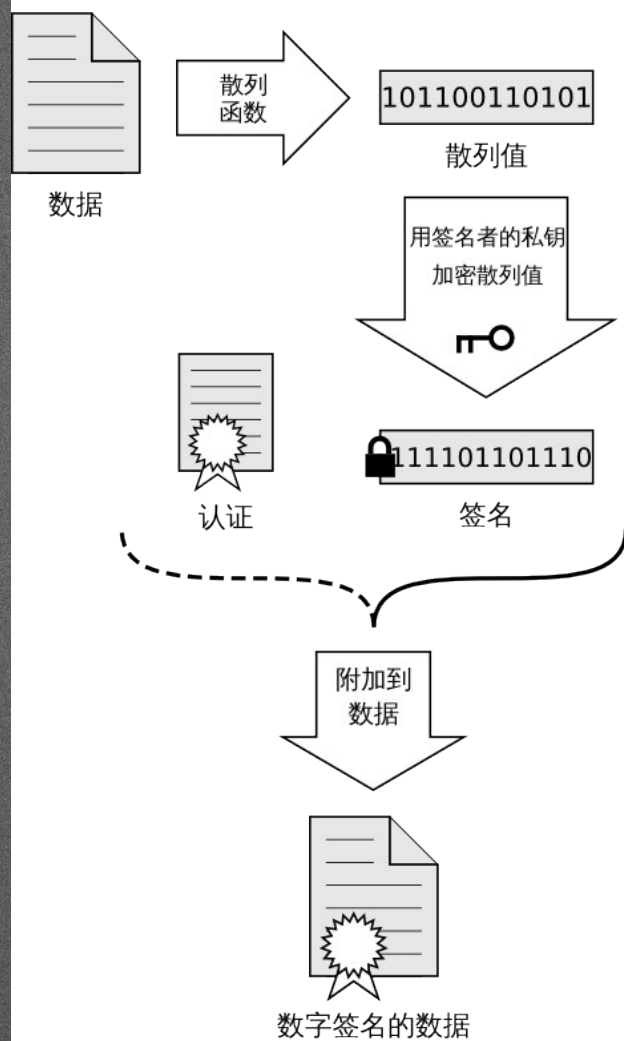 散列
函数
101100110101
散列值
数据
用签名者的私钥
加密散列值
111101101110
认证
签名
附加到
数据
数字签名的数据